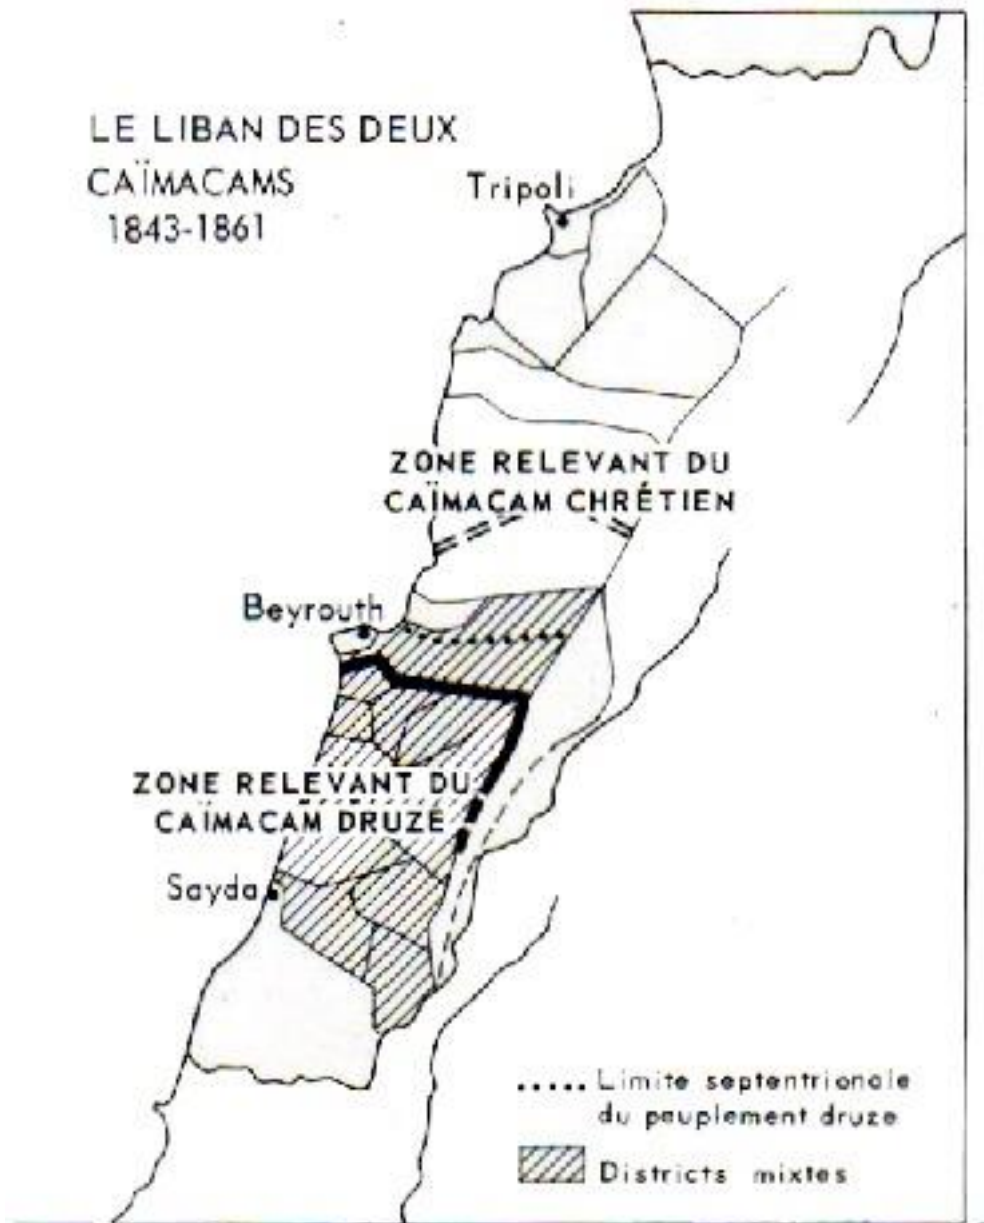 LE LIBAN DES DEUX
CAÏMACAMS
1843-1861
Tripoli
ZONE RELEVANT DU
CAÏMACAM CHRÉTIEN
Beyrouth
ZONE RELEVANT DU
CAÏMACAM DRUZE
Sayda
Limite septentrionale
du peuplement druze
Districts mixtes